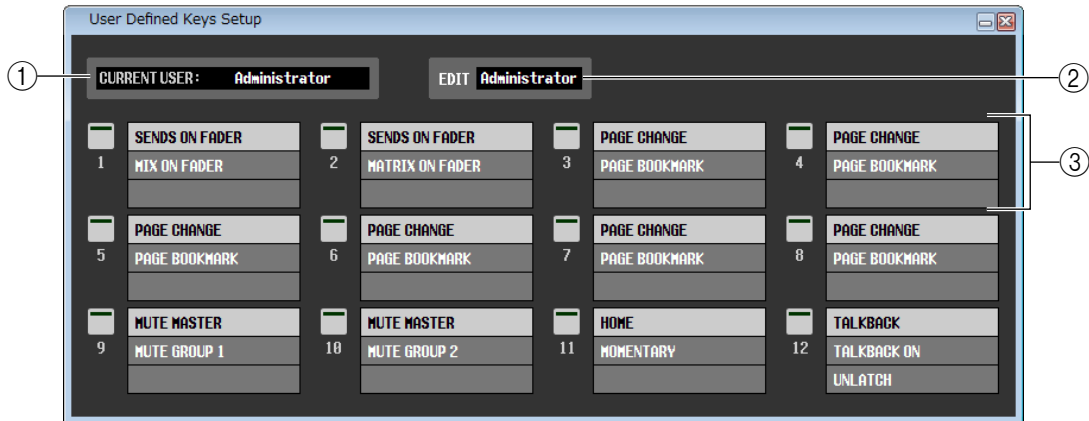 User Defined Keys Setup
① CURRENT USER: Administrator EDIT Administrator ②
SENDS ON FADER SENDS ON FADER PAGE CHANGE PAGE CHANGE
1 MIX ON FADER 2 MATRIX ON FADER 3 PAGE BOOKMARK 4 PAGE BOOKMARK ③
PAGE CHANGE PAGE CHANGE PAGE CHANGE PAGE CHANGE
5 PAGE BOOKMARK 6 PAGE BOOKMARK 7 PAGE BOOKMARK 8 PAGE BOOKMARK
MUTE MASTER MUTE MASTER HOME TALKBACK
9 MUTE GROUP 1 10 MUTE GROUP 2 11 MOMENTARY 12 TALKBACK ON
UNLATCH